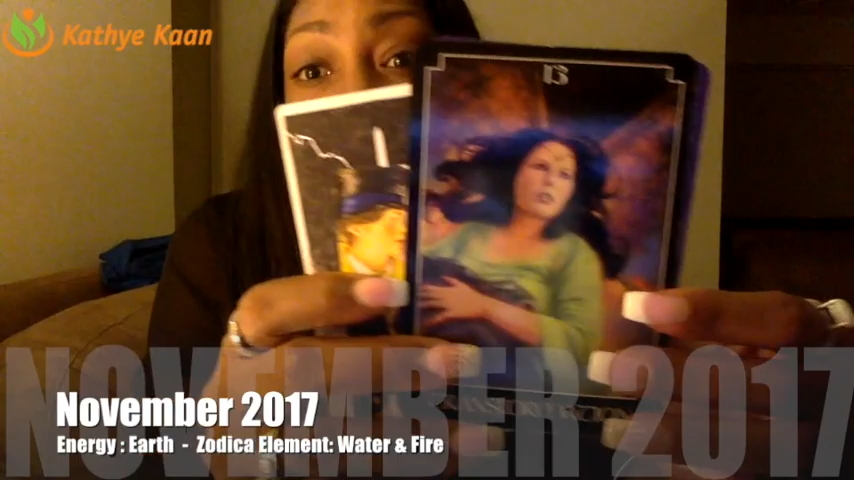 Kathye Kaan
13
NOVEMBER 2017
November 2017
Energy : Earth - Zodica Element: Water & Fire